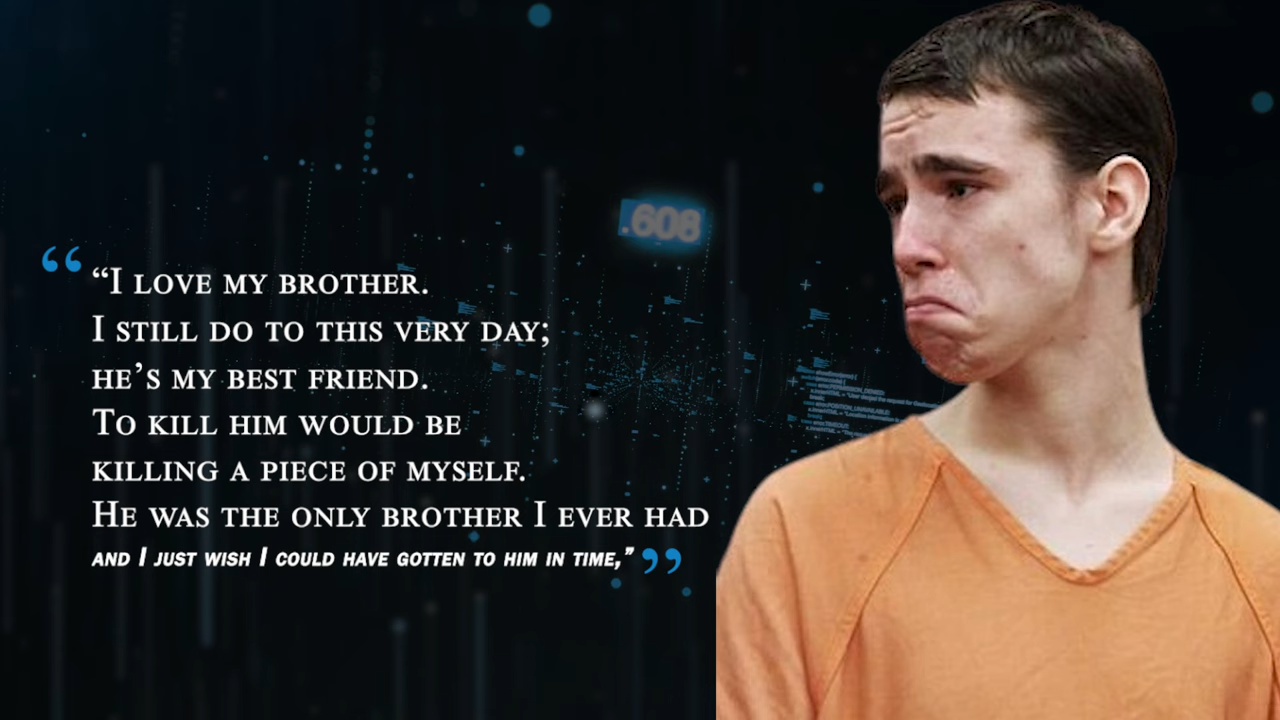 .608
“I LOVE MY BROTHER.
I STILL DO TO THIS VERY DAY;
HE’S MY BEST FRIEND.
TO KILL HIM WOULD BE
KILLING A PIECE OF MYSELF.
HE WAS THE ONLY BROTHER I EVER HAD
AND I JUST WISH I COULD HAVE GOTTEN TO HIM IN TIME,”